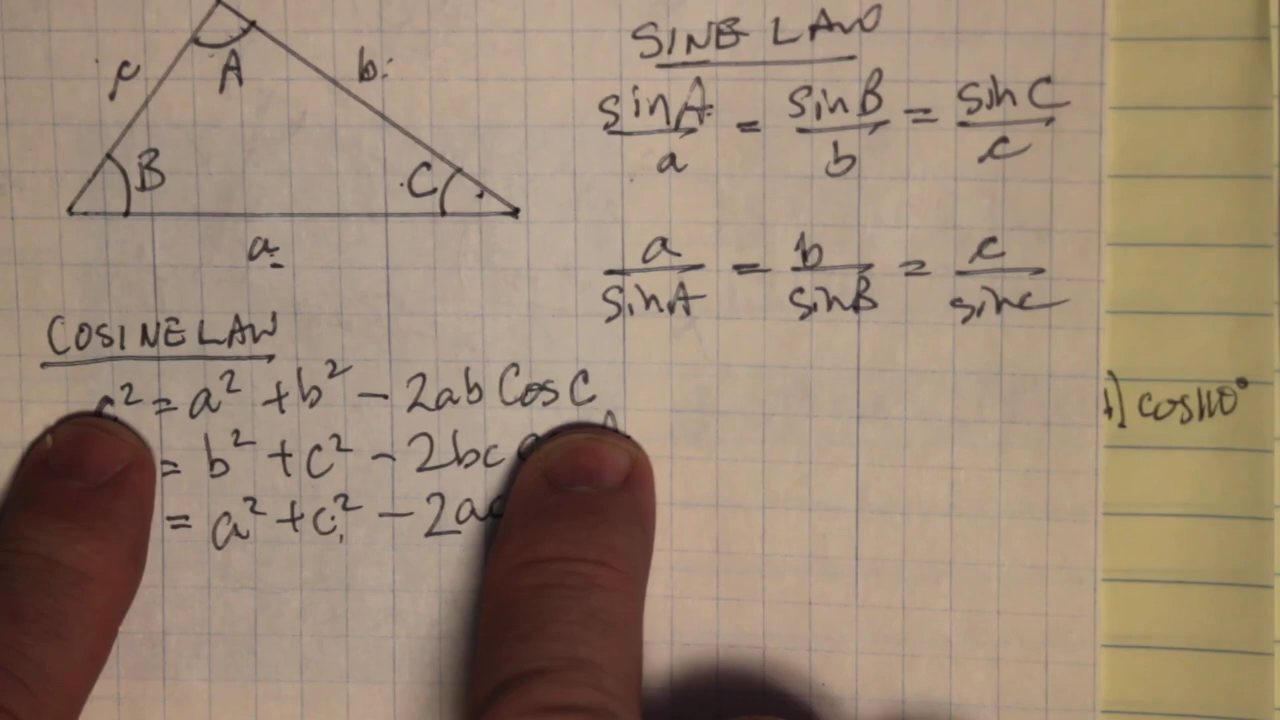 c A b
B C
a
SINE LAW
sinA/a = sinB/b = sinC/c
a/sinA = b/sinB = c/sinc
COSINE LAW
c² = a² + b² - 2ab Cos C
= b² + c² - 2bc
= a² + c² - 2ac
cos110°